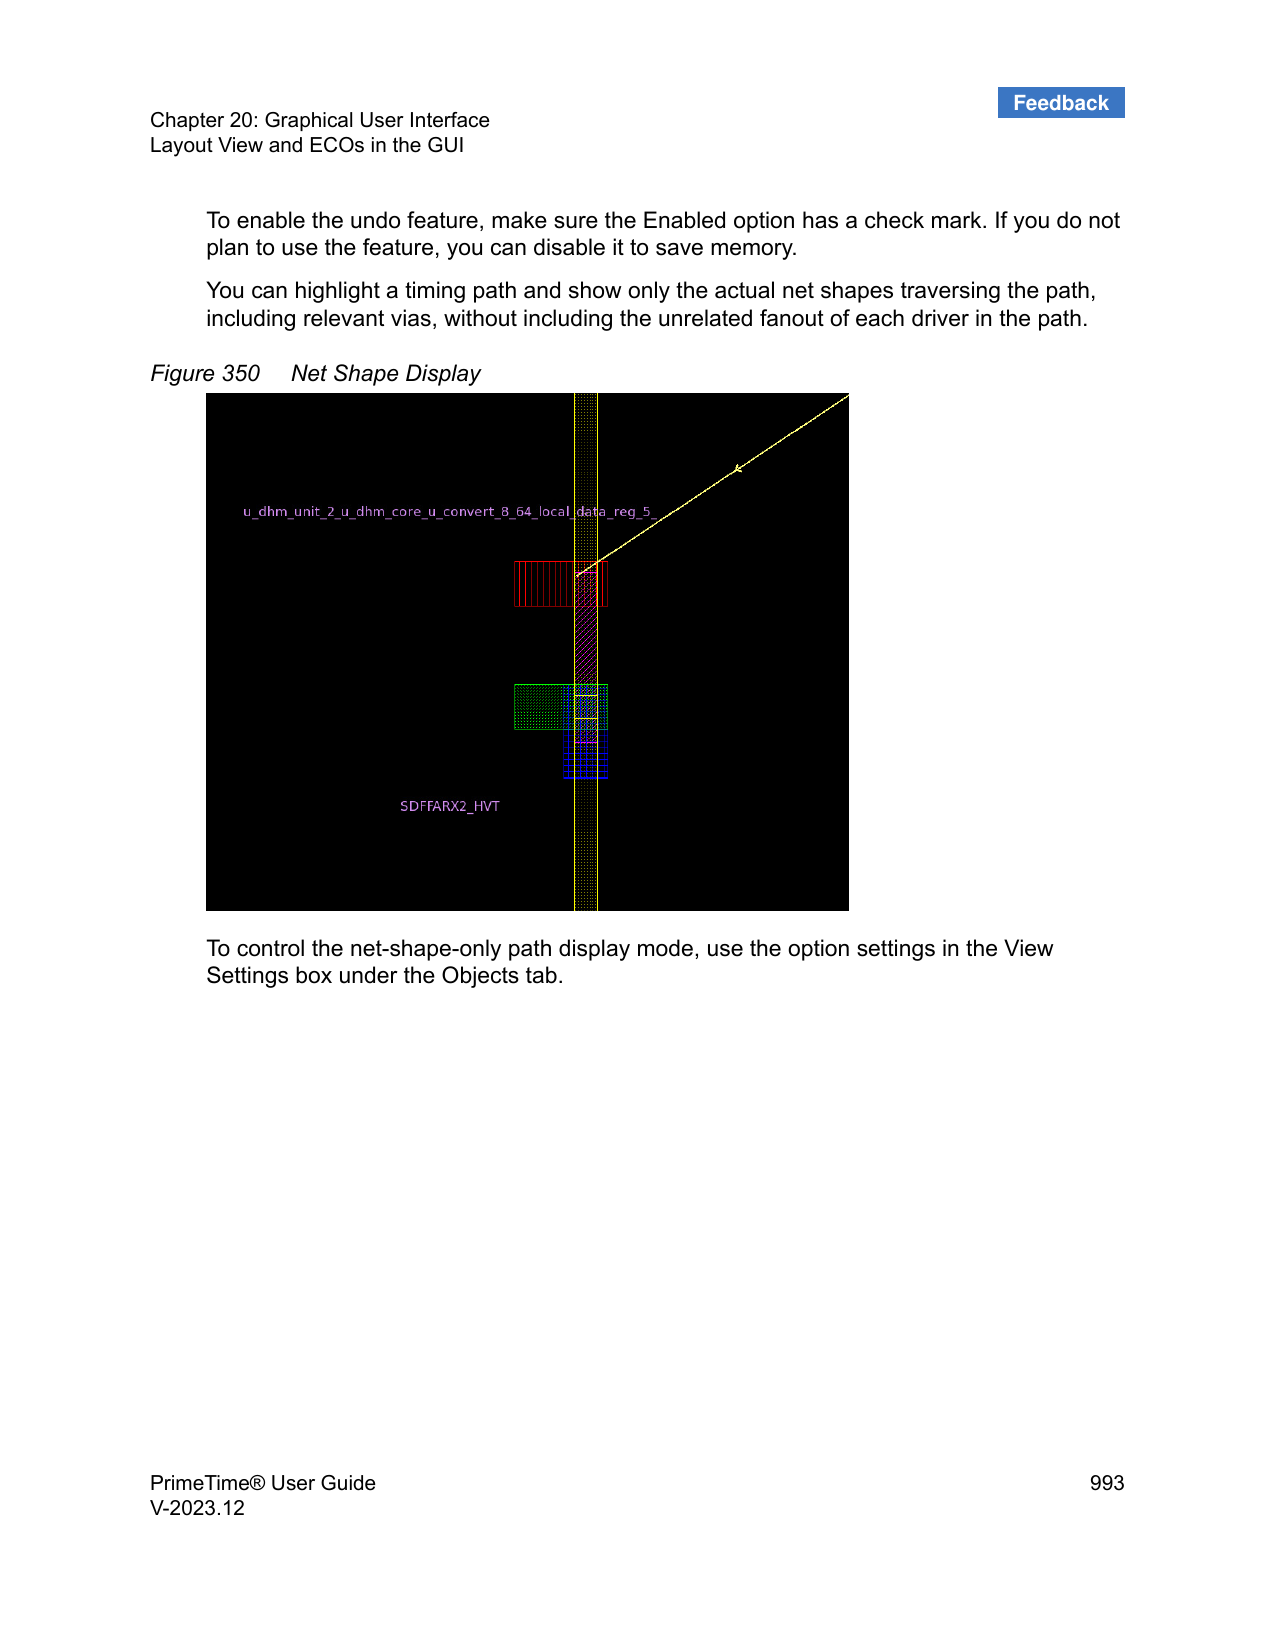 Feedback
Chapter 20: Graphical User Interface
Layout View and ECOs in the GUI
To enable the undo feature, make sure the Enabled option has a check mark. If you do not
plan to use the feature, you can disable it to save memory.
You can highlight a timing path and show only the actual net shapes traversing the path,
including relevant vias, without including the unrelated fanout of each driver in the path.
Figure 350 Net Shape Display
u_dhm_unit_2_u_dhm_core_u_convert_8_64_local_data_reg_5_
SDFFARX2_HVT
To control the net-shape-only path display mode, use the option settings in the View
Settings box under the Objects tab.
PrimeTime® User Guide 993
V-2023.12